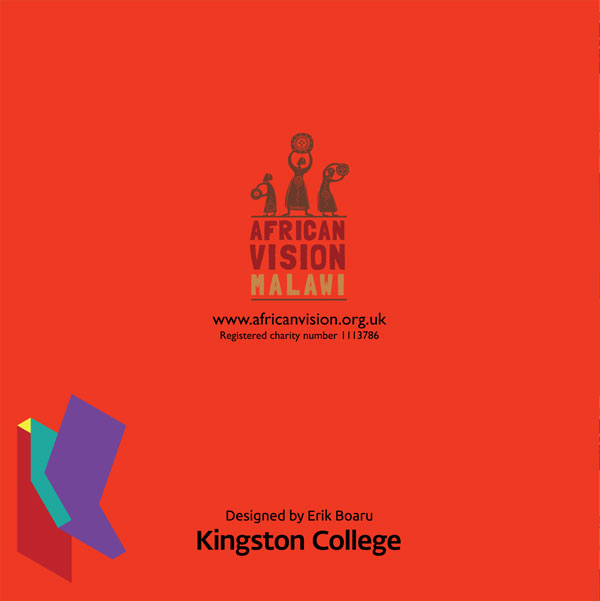 AFRICAN
VISION
MALAWI
www.africanvision.org.uk
Registered charity number 1113786
Designed by Erik Boaru
Kingston College